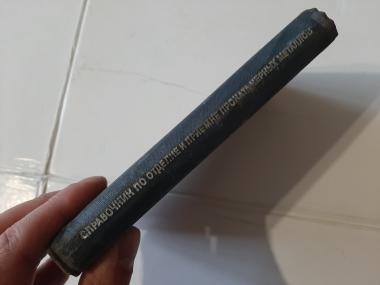 СПРАВОЧНИК ПО ОТДЕЛКЕ И ПРИЕМКЕ ПРОКАТА ЧЕРНЫХ МЕТАЛЛОВ